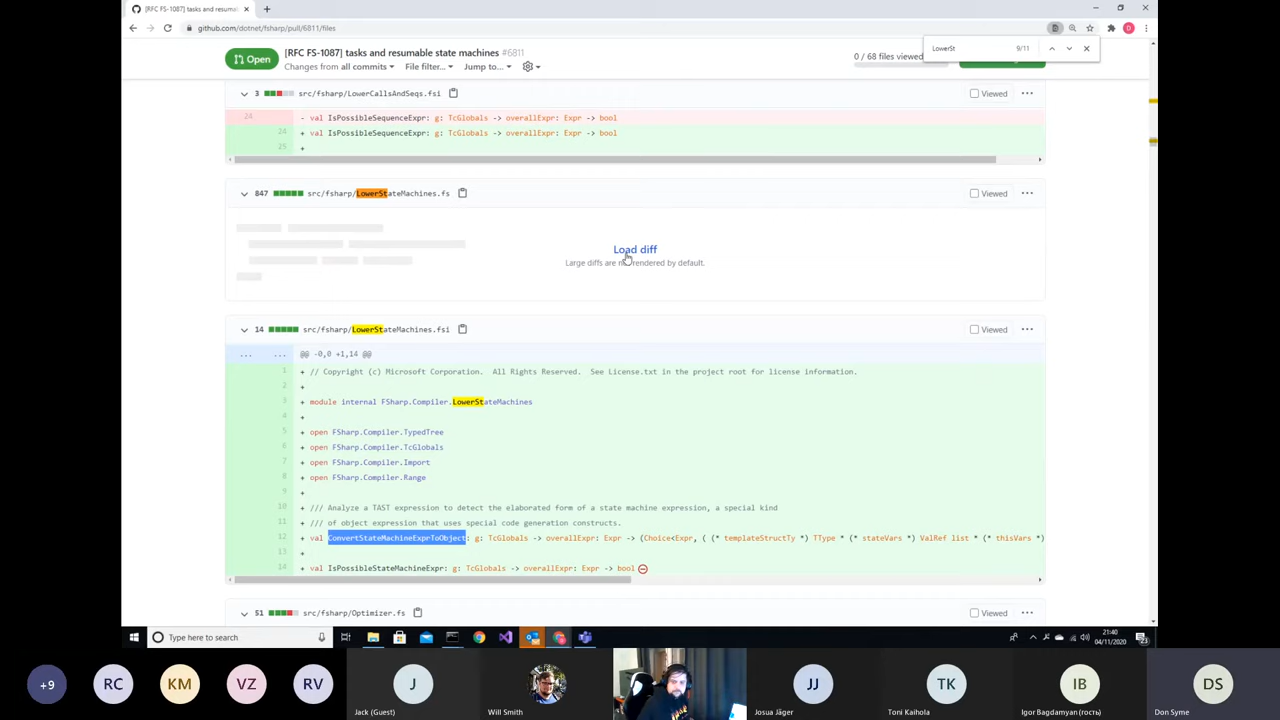 [RFC FS-1087] tasks and resumab
github.com/dotnet/fsharp/pull/6811/files
LowerSt 9/11
Open
[RFC FS-1087] tasks and resumable state machines #6811
Changes from all commits File filter... Jump to...
0 / 68 files viewed
3 src/fsharp/LowerCallsAndSeqs.fsi Viewed
24 - val IsPossibleSequenceExpr: g: TcGlobals -> overallExpr: Expr -> bool
24 + val IsPossibleSequenceExpr: g: TcGlobals -> overallExpr: Expr -> bool
25 +
847 src/fsharp/LowerStateMachines.fs Viewed
Load diff
Large diffs are not rendered by default.
14 src/fsharp/LowerStateMachines.fsi Viewed
... ... @@ -0,0 +1,14 @@
1 + // Copyright (c) Microsoft Corporation. All Rights Reserved. See License.txt in the project root for license information.
2 +
3 + module internal FSharp.Compiler.LowerStateMachines
4 +
5 + open FSharp.Compiler.TypedTree
6 + open FSharp.Compiler.TcGlobals
7 + open FSharp.Compiler.Import
8 + open FSharp.Compiler.Range
9 +
10 + /// Analyze a TAST expression to detect the elaborated form of a state machine expression, a special kind
11 + /// of object expression that uses special code generation constructs.
12 + val ConvertStateMachineExprToObject: g: TcGlobals -> overallExpr: Expr -> (Choice<Expr, ( (* templateStructTy *) TType * (* stateVars *) ValRef list * (* thisVars *)
13
14 + val IsPossibleStateMachineExpr: g: TcGlobals -> overallExpr: Expr -> bool
51 src/fsharp/Optimizer.fs Viewed
Type here to search
21:40
04/11/2020
23
+9 RC KM VZ RV J JJ TK IB DS
Jack (Guest) Will Smith Josua Jäger Toni Kaihola Igor Bagdamyan (гость) Don Syme